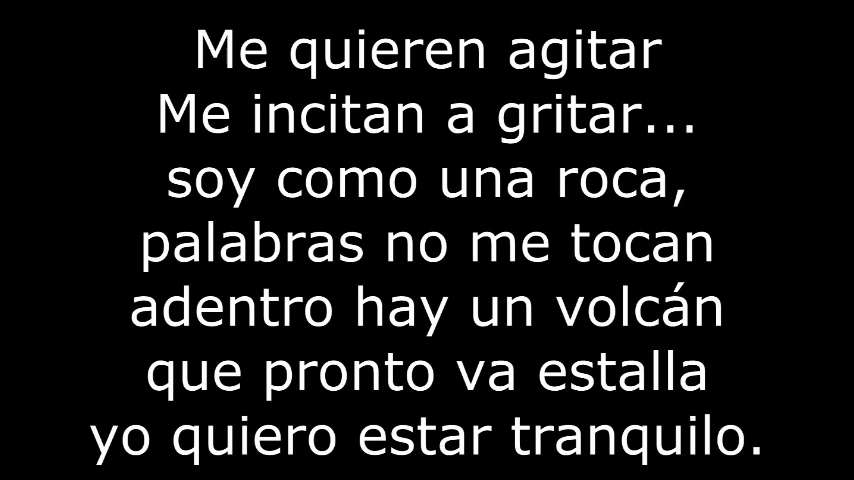 Me quieren agitar
Me incitan a gritar...
soy como una roca,
palabras no me tocan
adentro hay un volcán
que pronto va estalla
yo quiero estar tranquilo.